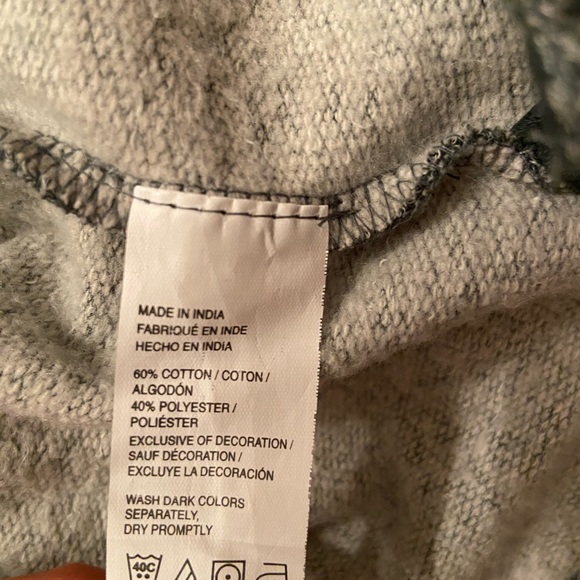 MADE IN INDIA
FABRIQUÉ EN INDE
HECHO EN INDIA
60% COTTON / COTON /
ALGODÓN
40% POLYESTER /
POLIÉSTER
EXCLUSIVE OF DECORATION /
SAUF DÉCORATION /
EXCLUYE LA DECORACIÓN
WASH DARK COLORS
SEPARATELY,
DRY PROMPTLY
40C